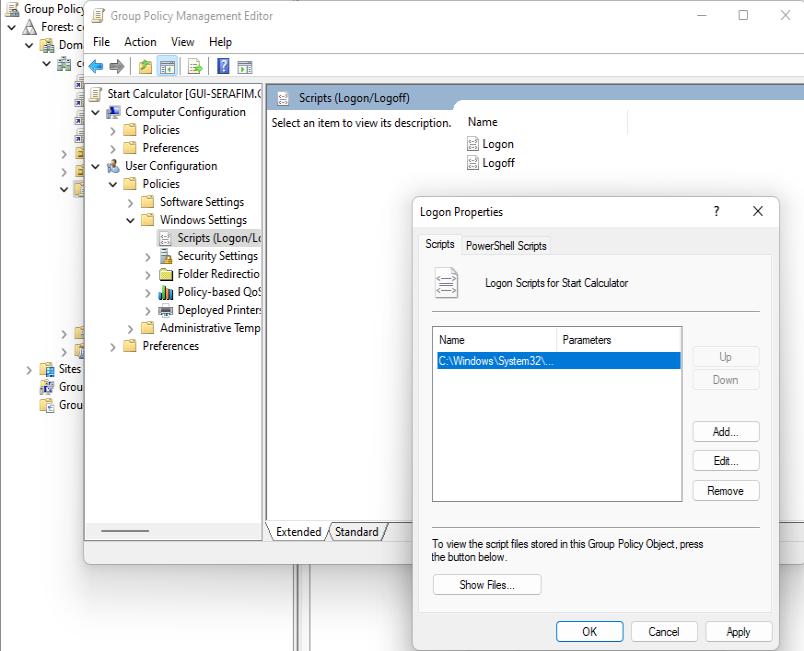 Group Policy
Forest: c
Doma
c
Sites
Grou
Grou
Group Policy Management Editor
File Action View Help
Start Calculator [GUI-SERAFIM.C
Computer Configuration
Policies
Preferences
User Configuration
Policies
Software Settings
Windows Settings
Scripts (Logon/Lo
Security Settings
Folder Redirectio
Policy-based QoS
Deployed Printers
Administrative Temp
Preferences
Scripts (Logon/Logoff)
Select an item to view its description.
Name
Logon
Logoff
Extended Standard
Logon Properties
?
Scripts PowerShell Scripts
Logon Scripts for Start Calculator
Name Parameters
C:\Windows\System32\...
Up
Down
Add...
Edit...
Remove
To view the script files stored in this Group Policy Object, press
the button below.
Show Files...
OK Cancel Apply